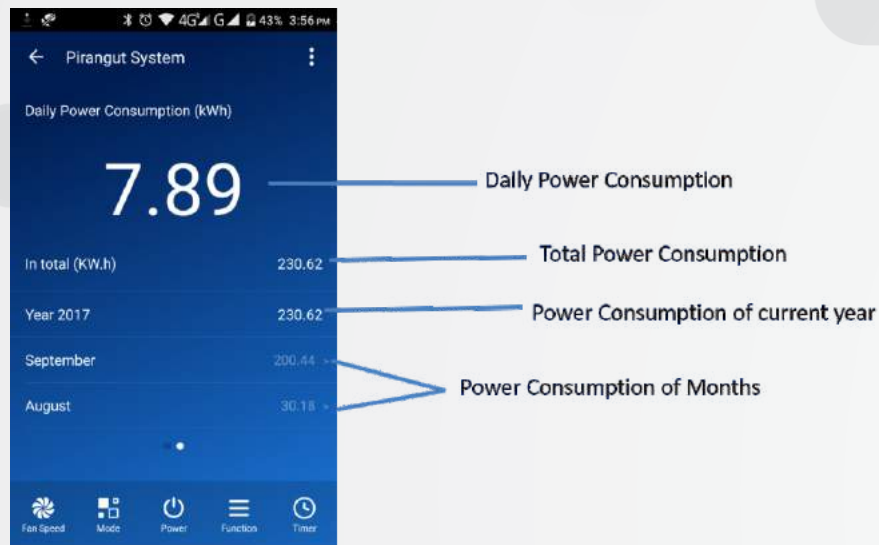 4G G 43% 3:56 PM
Pirangut System
Daily Power Consumption (kWh)
7.89
Daily Power Consumption
In total (KW.h) 230.62
Total Power Consumption
Year 2017 230.62
Power Consumption of current year
September 200.44 >
August 30.18 >
Power Consumption of Months
Fan Speed Mode Power Function Timer